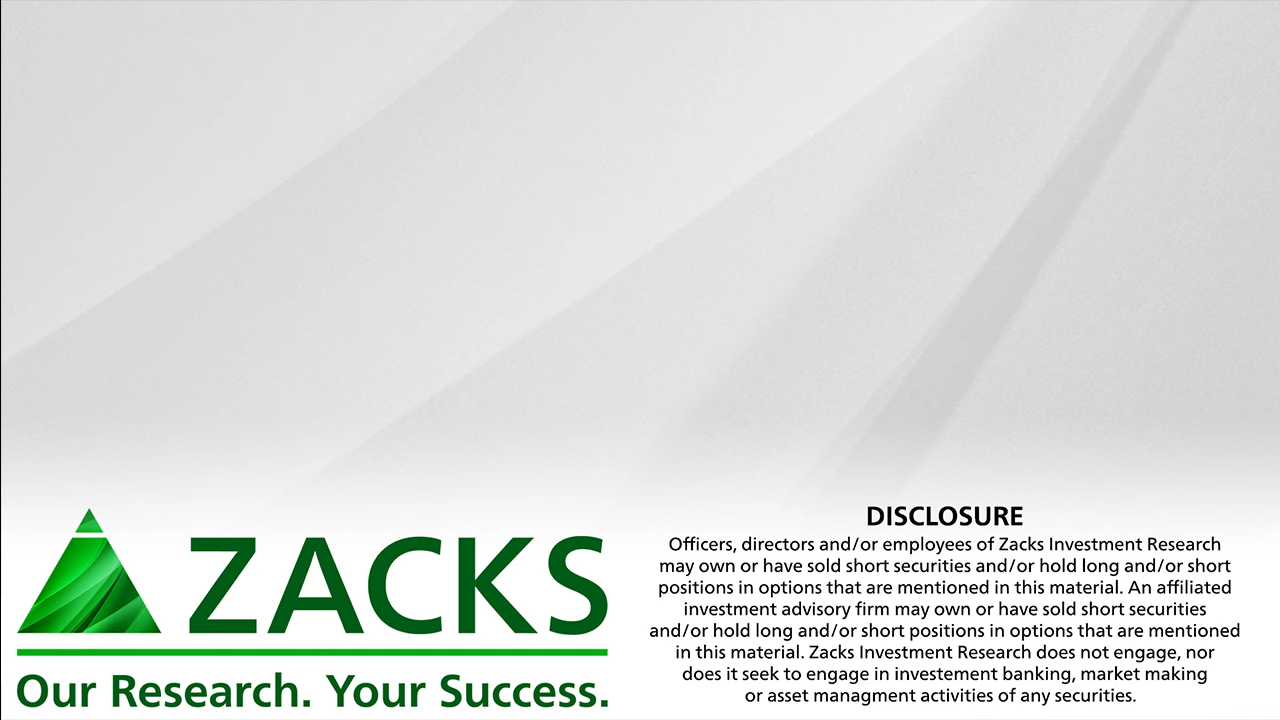 ZACKS
Our Research. Your Success.
DISCLOSURE
Officers, directors and/or employees of Zacks Investment Research
may own or have sold short securities and/or hold long and/or short
positions in options that are mentioned in this material. An affiliated
investment advisory firm may own or have sold short securities
and/or hold long and/or short positions in options that are mentioned
in this material. Zacks Investment Research does not engage, nor
does it seek to engage in investement banking, market making
or asset managment activities of any securities.